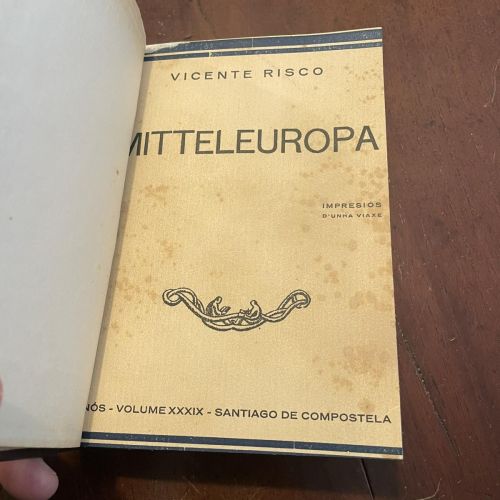 VICENTE RISCO
MITTELEUROPA
IMPRESIÓS
D'UNHA VIAXE
NÓS - VOLUME XXXIX - SANTIAGO DE COMPOSTELA